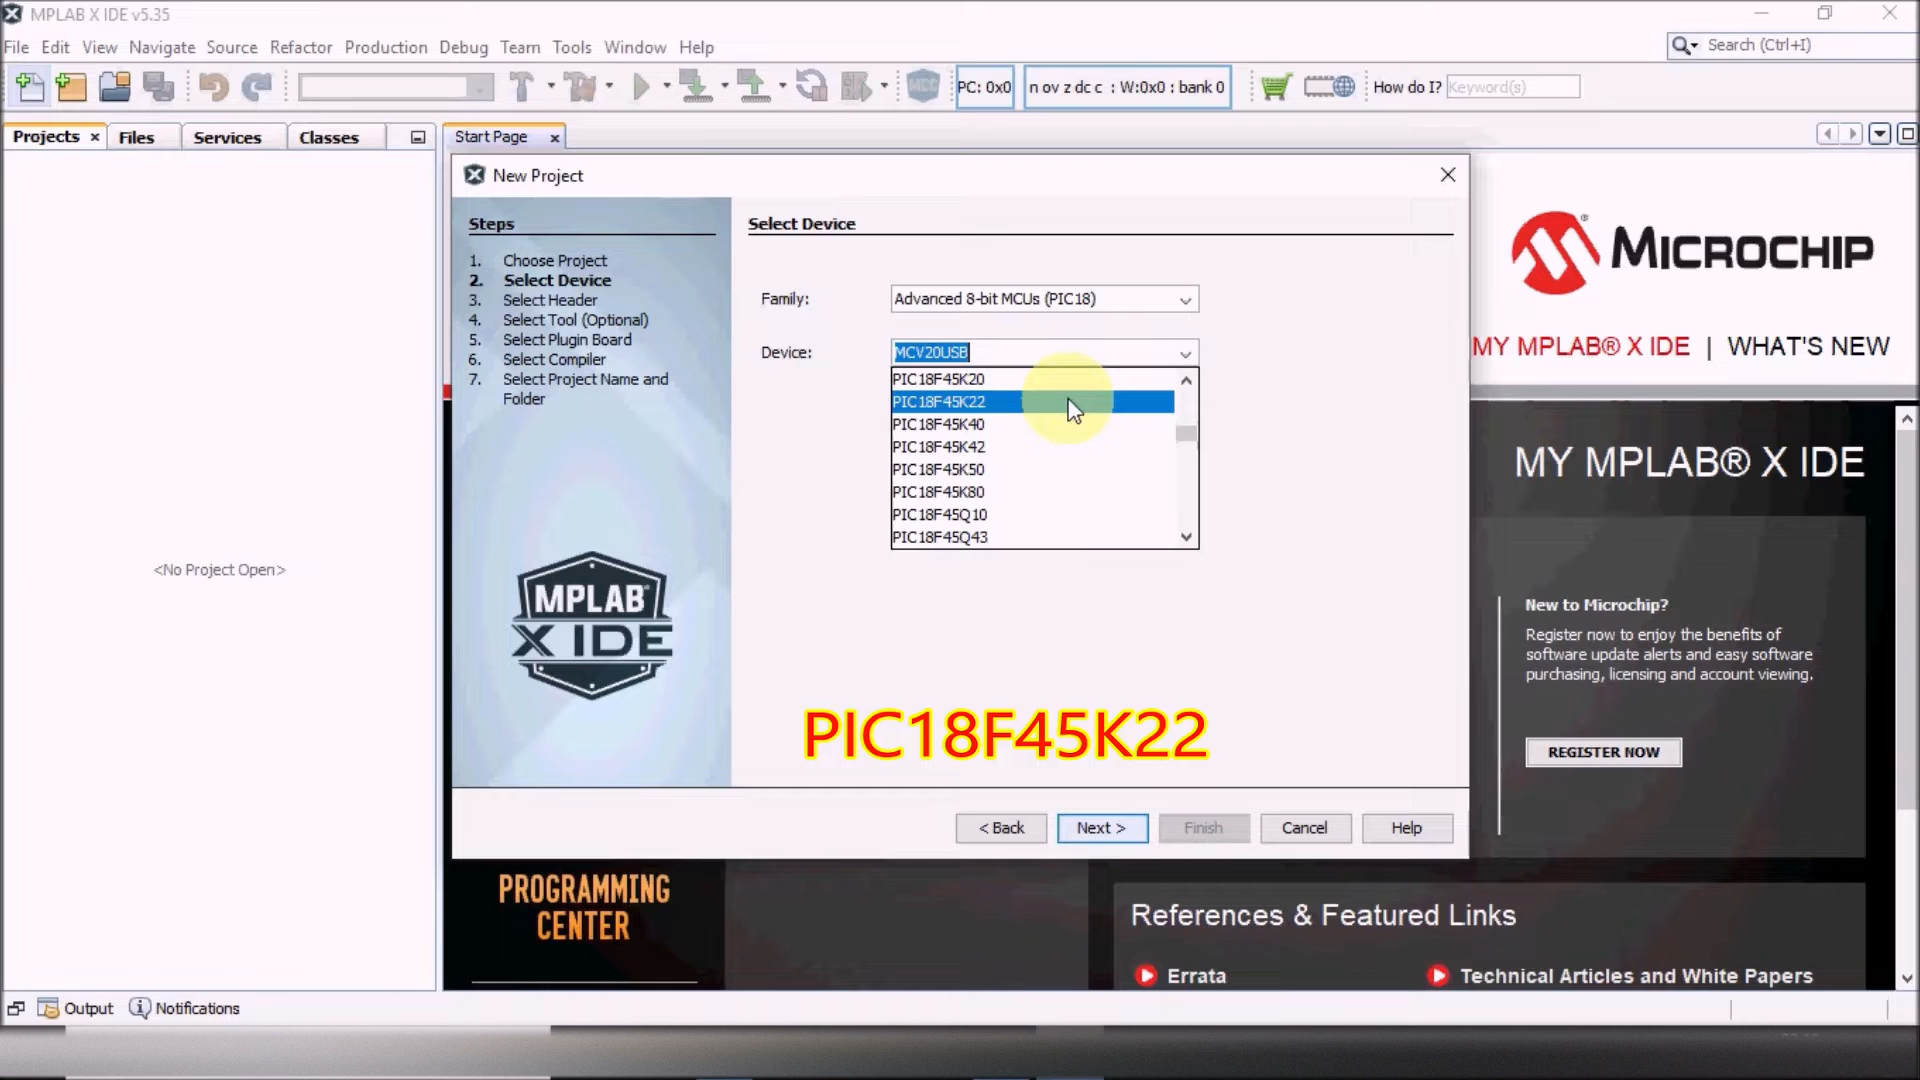 MPLAB X IDE v5.35
File Edit View Navigate Source Refactor Production Debug Team Tools Window Help
Search (Ctrl+I)
MCC
PC: 0x0
n ov z dc c : W:0x0 : bank 0
How do I? Keyword(s)
Projects
Files
Services
Classes
Start Page
New Project
Steps
1. Choose Project
2. Select Device
3. Select Header
4. Select Tool (Optional)
5. Select Plugin Board
6. Select Compiler
7. Select Project Name and
Folder
MPLAB
X IDE
Select Device
Family: Advanced 8-bit MCUs (PIC18)
Device: MCV20USB
PIC18F45K20
PIC18F45K22
PIC18F45K40
PIC18F45K42
PIC18F45K50
PIC18F45K80
PIC18F45Q10
PIC18F45Q43
PIC18F45K22
< Back
Next >
Finish
Cancel
Help
<No Project Open>
MICROCHIP
MY MPLAB® X IDE | WHAT'S NEW
MY MPLAB® X IDE
New to Microchip?
Register now to enjoy the benefits of
software update alerts and easy software
purchasing, licensing and account viewing.
REGISTER NOW
PROGRAMMING
CENTER
References & Featured Links
Errata
Technical Articles and White Papers
Output
Notifications